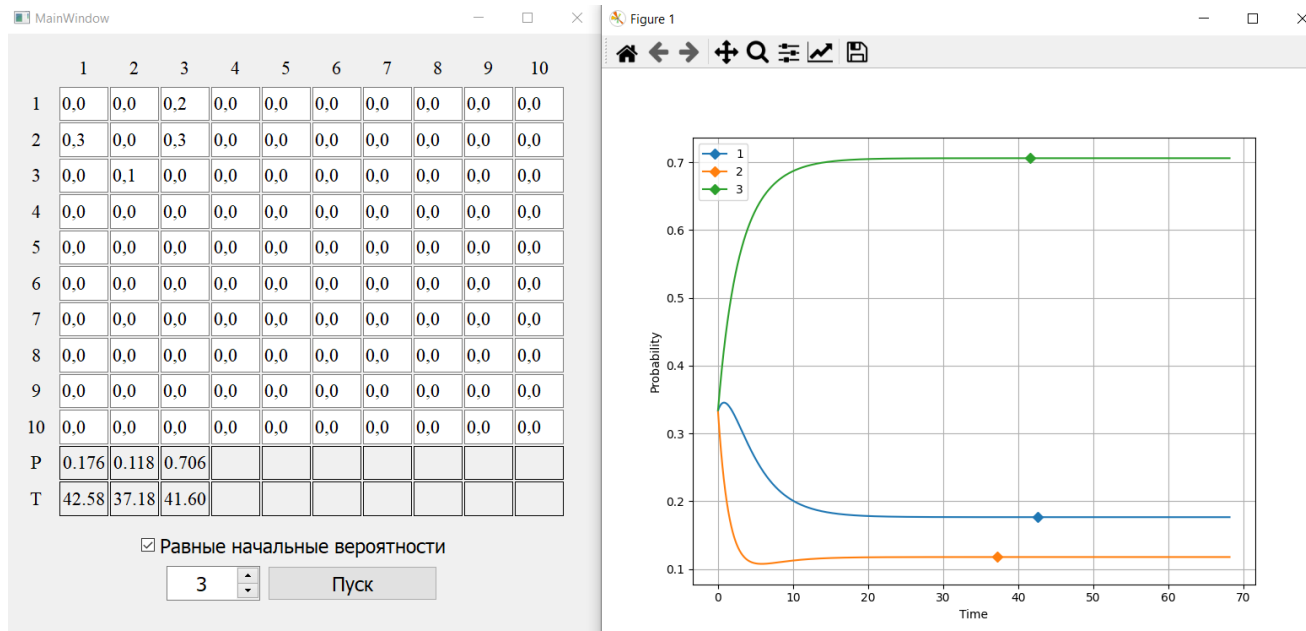 MainWindow
1 2 3 4 5 6 7 8 9 10
1 0,0 0,0 0,2 0,0 0,0 0,0 0,0 0,0 0,0 0,0
2 0,3 0,0 0,3 0,0 0,0 0,0 0,0 0,0 0,0 0,0
3 0,0 0,1 0,0 0,0 0,0 0,0 0,0 0,0 0,0 0,0
4 0,0 0,0 0,0 0,0 0,0 0,0 0,0 0,0 0,0 0,0
5 0,0 0,0 0,0 0,0 0,0 0,0 0,0 0,0 0,0 0,0
6 0,0 0,0 0,0 0,0 0,0 0,0 0,0 0,0 0,0 0,0
7 0,0 0,0 0,0 0,0 0,0 0,0 0,0 0,0 0,0 0,0
8 0,0 0,0 0,0 0,0 0,0 0,0 0,0 0,0 0,0 0,0
9 0,0 0,0 0,0 0,0 0,0 0,0 0,0 0,0 0,0 0,0
10 0,0 0,0 0,0 0,0 0,0 0,0 0,0 0,0 0,0 0,0
P 0.176 0.118 0.706
T 42.58 37.18 41.60
Равные начальные вероятности
3 Пуск
Figure 1
1
2
3
0.7
0.6
0.5
0.4
0.3
0.2
0.1
Probability
0 10 20 30 40 50 60 70
Time